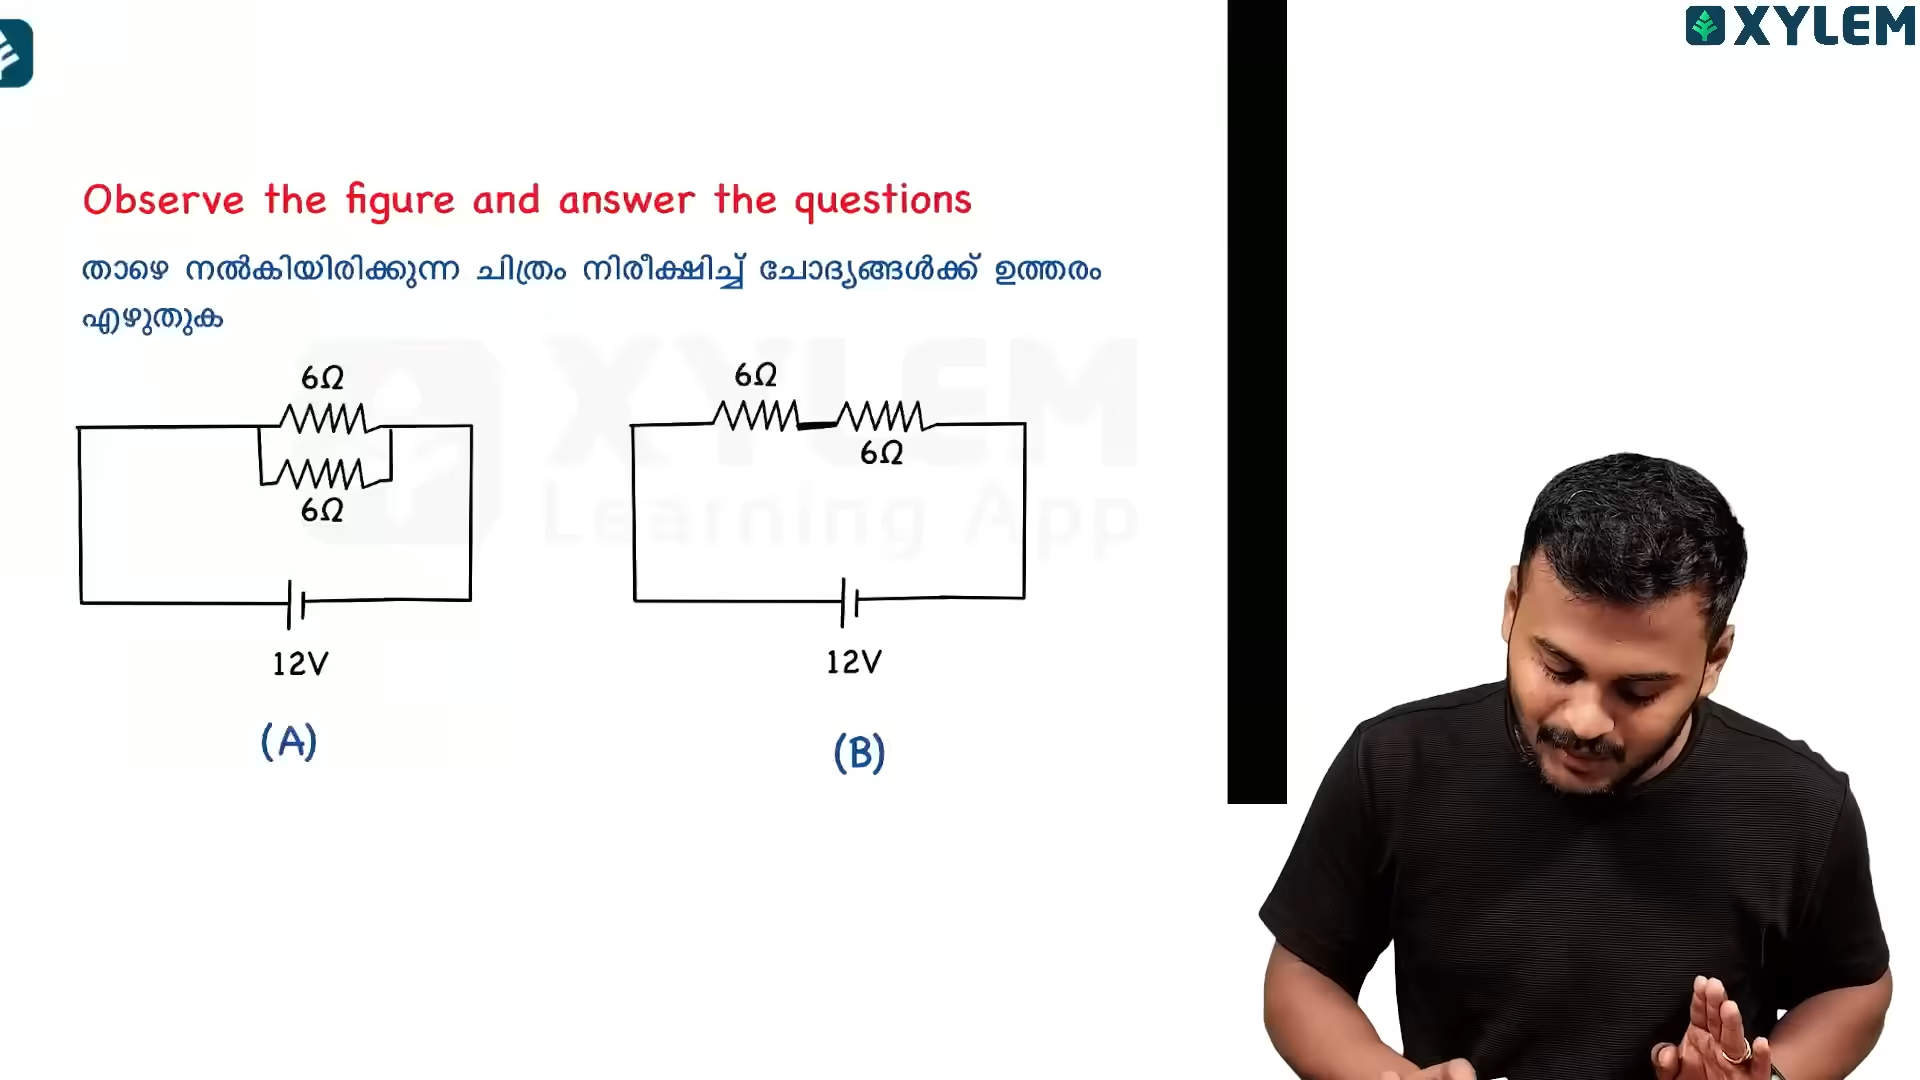 XYLEM
Observe the figure and answer the questions
താഴെ നൽകിയിരിക്കുന്ന ചിത്രം നിരീക്ഷിച്ച് ചോദ്യങ്ങൾക്ക് ഉത്തരം
എഴുതുക
XYLEM
Learning App
6Ω
6Ω
12V
(A)
6Ω
6Ω
12V
(B)